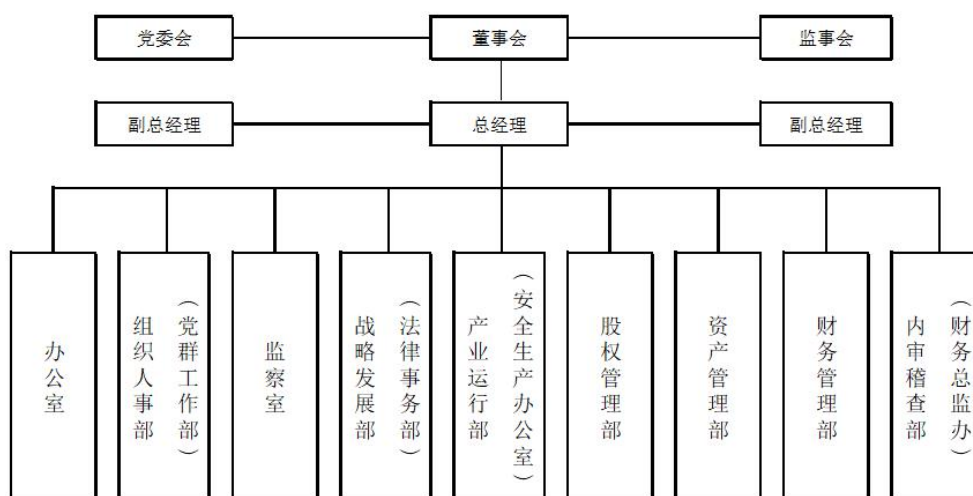 党委会
董事会
监事会
副总经理
总经理
副总经理
办公室
组织人事部
（党群工作部）
监察室
战略发展部
（法律事务部）
产业运行部
（安全生产办公室）
股权管理部
资产管理部
财务管理部
内审稽查部
（财务总监办）